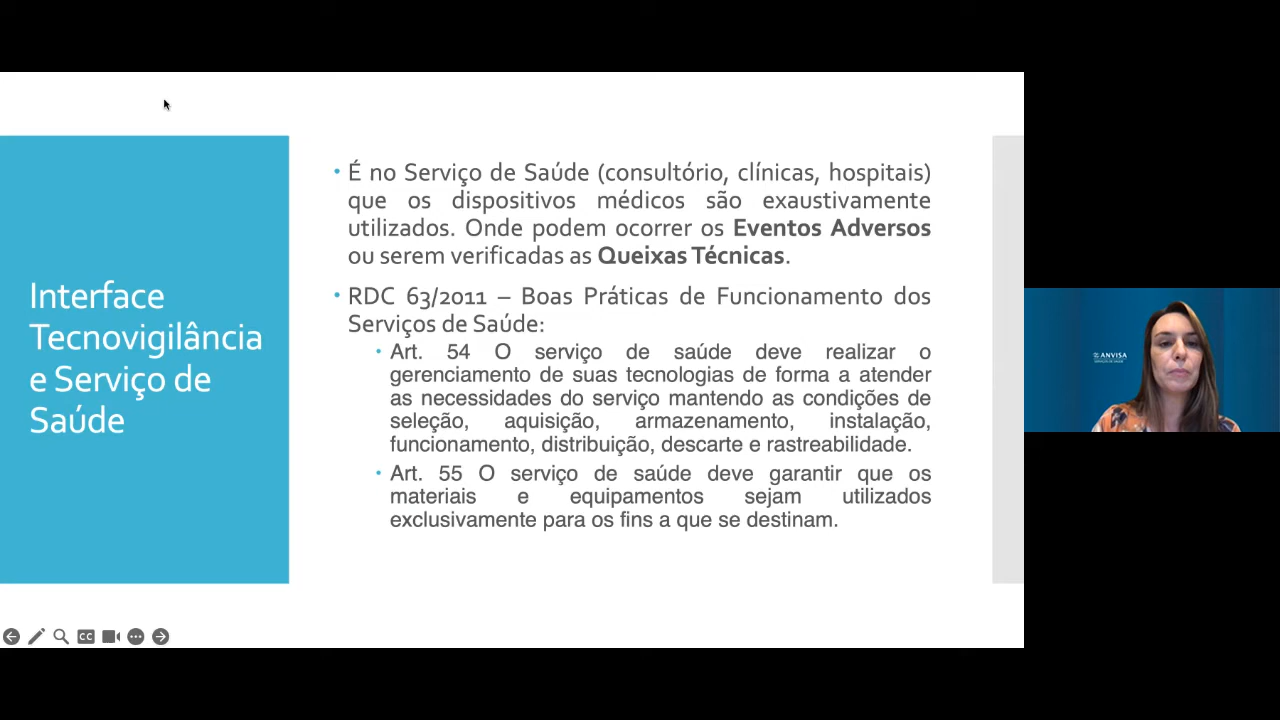 Interface
Tecnovigilância
e Serviço de
Saúde
• É no Serviço de Saúde (consultório, clínicas, hospitais)
que os dispositivos médicos são exaustivamente
utilizados. Onde podem ocorrer os Eventos Adversos
ou serem verificadas as Queixas Técnicas.
• RDC 63/2011 – Boas Práticas de Funcionamento dos
Serviços de Saúde:
• Art. 54 O serviço de saúde deve realizar o
gerenciamento de suas tecnologias de forma a atender
as necessidades do serviço mantendo as condições de
seleção, aquisição, armazenamento, instalação,
funcionamento, distribuição, descarte e rastreabilidade.
• Art. 55 O serviço de saúde deve garantir que os
materiais e equipamentos sejam utilizados
exclusivamente para os fins a que se destinam.
CC
ANVISA